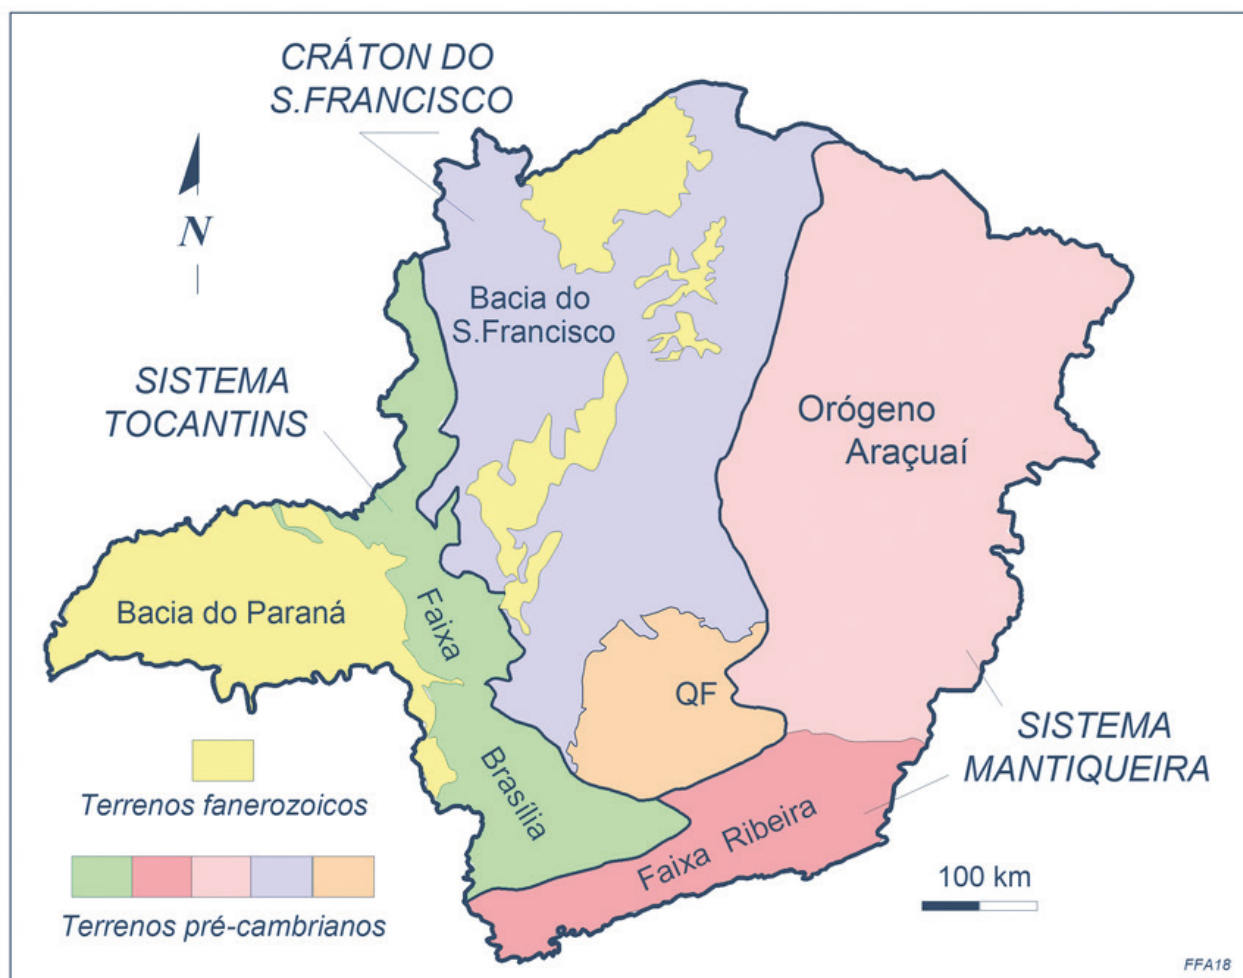 CRÁTON DO
S.FRANCISCO
N
Bacia do
S.Francisco
SISTEMA
TOCANTINS
Orógeno
Araçuaí
Bacia do Paraná
Faixa
Brasília
QF
SISTEMA
MANTIQUEIRA
Faixa Ribeira
Terrenos fanerozoicos
Terrenos pré-cambrianos
100 km
FFA18